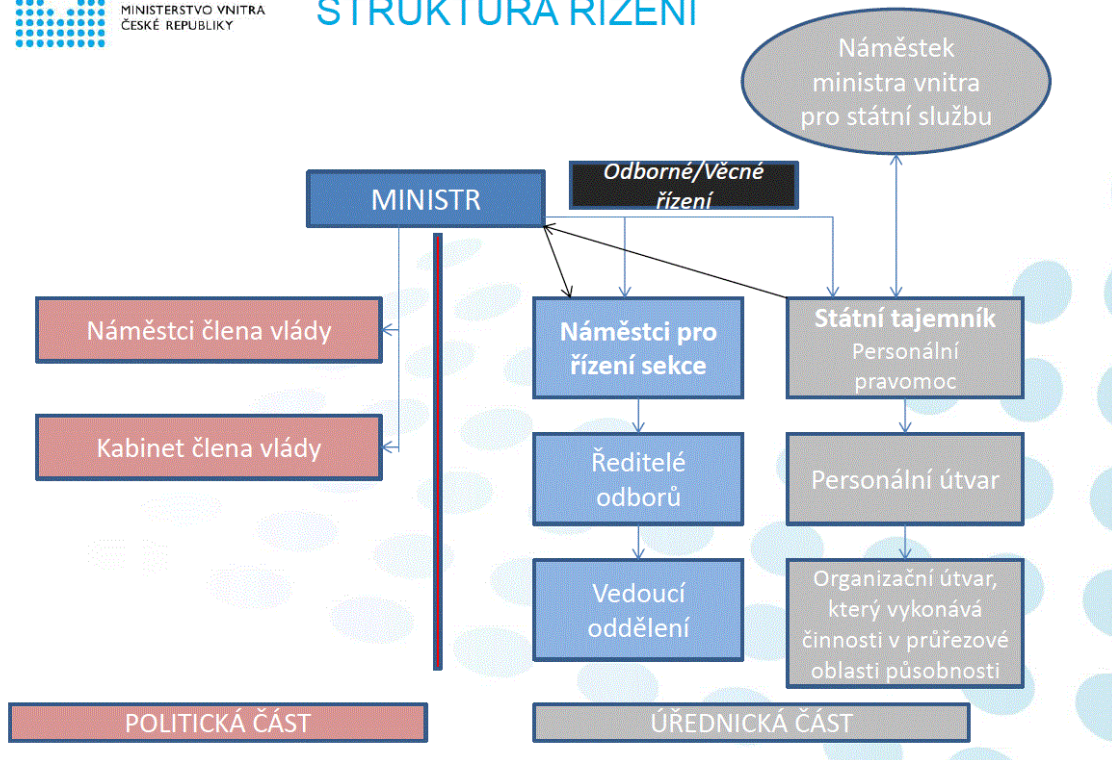 MINISTERSTVO VNITRA
ČESKÉ REPUBLIKY
STRUKTURA ŘÍZENÍ
Náměstek
ministra vnitra
pro státní službu
Odborné/Věcné
řízení
MINISTR
Náměstci člena vlády
Náměstci pro
řízení sekce
Státní tajemník
Personální
pravomoc
Kabinet člena vlády
Ředitelé
odborů
Personální útvar
Vedoucí
oddělení
Organizační útvar,
který vykonává
činnosti v průřezové
oblasti působnosti
POLITICKÁ ČÁST
ÚŘEDNICKÁ ČÁST